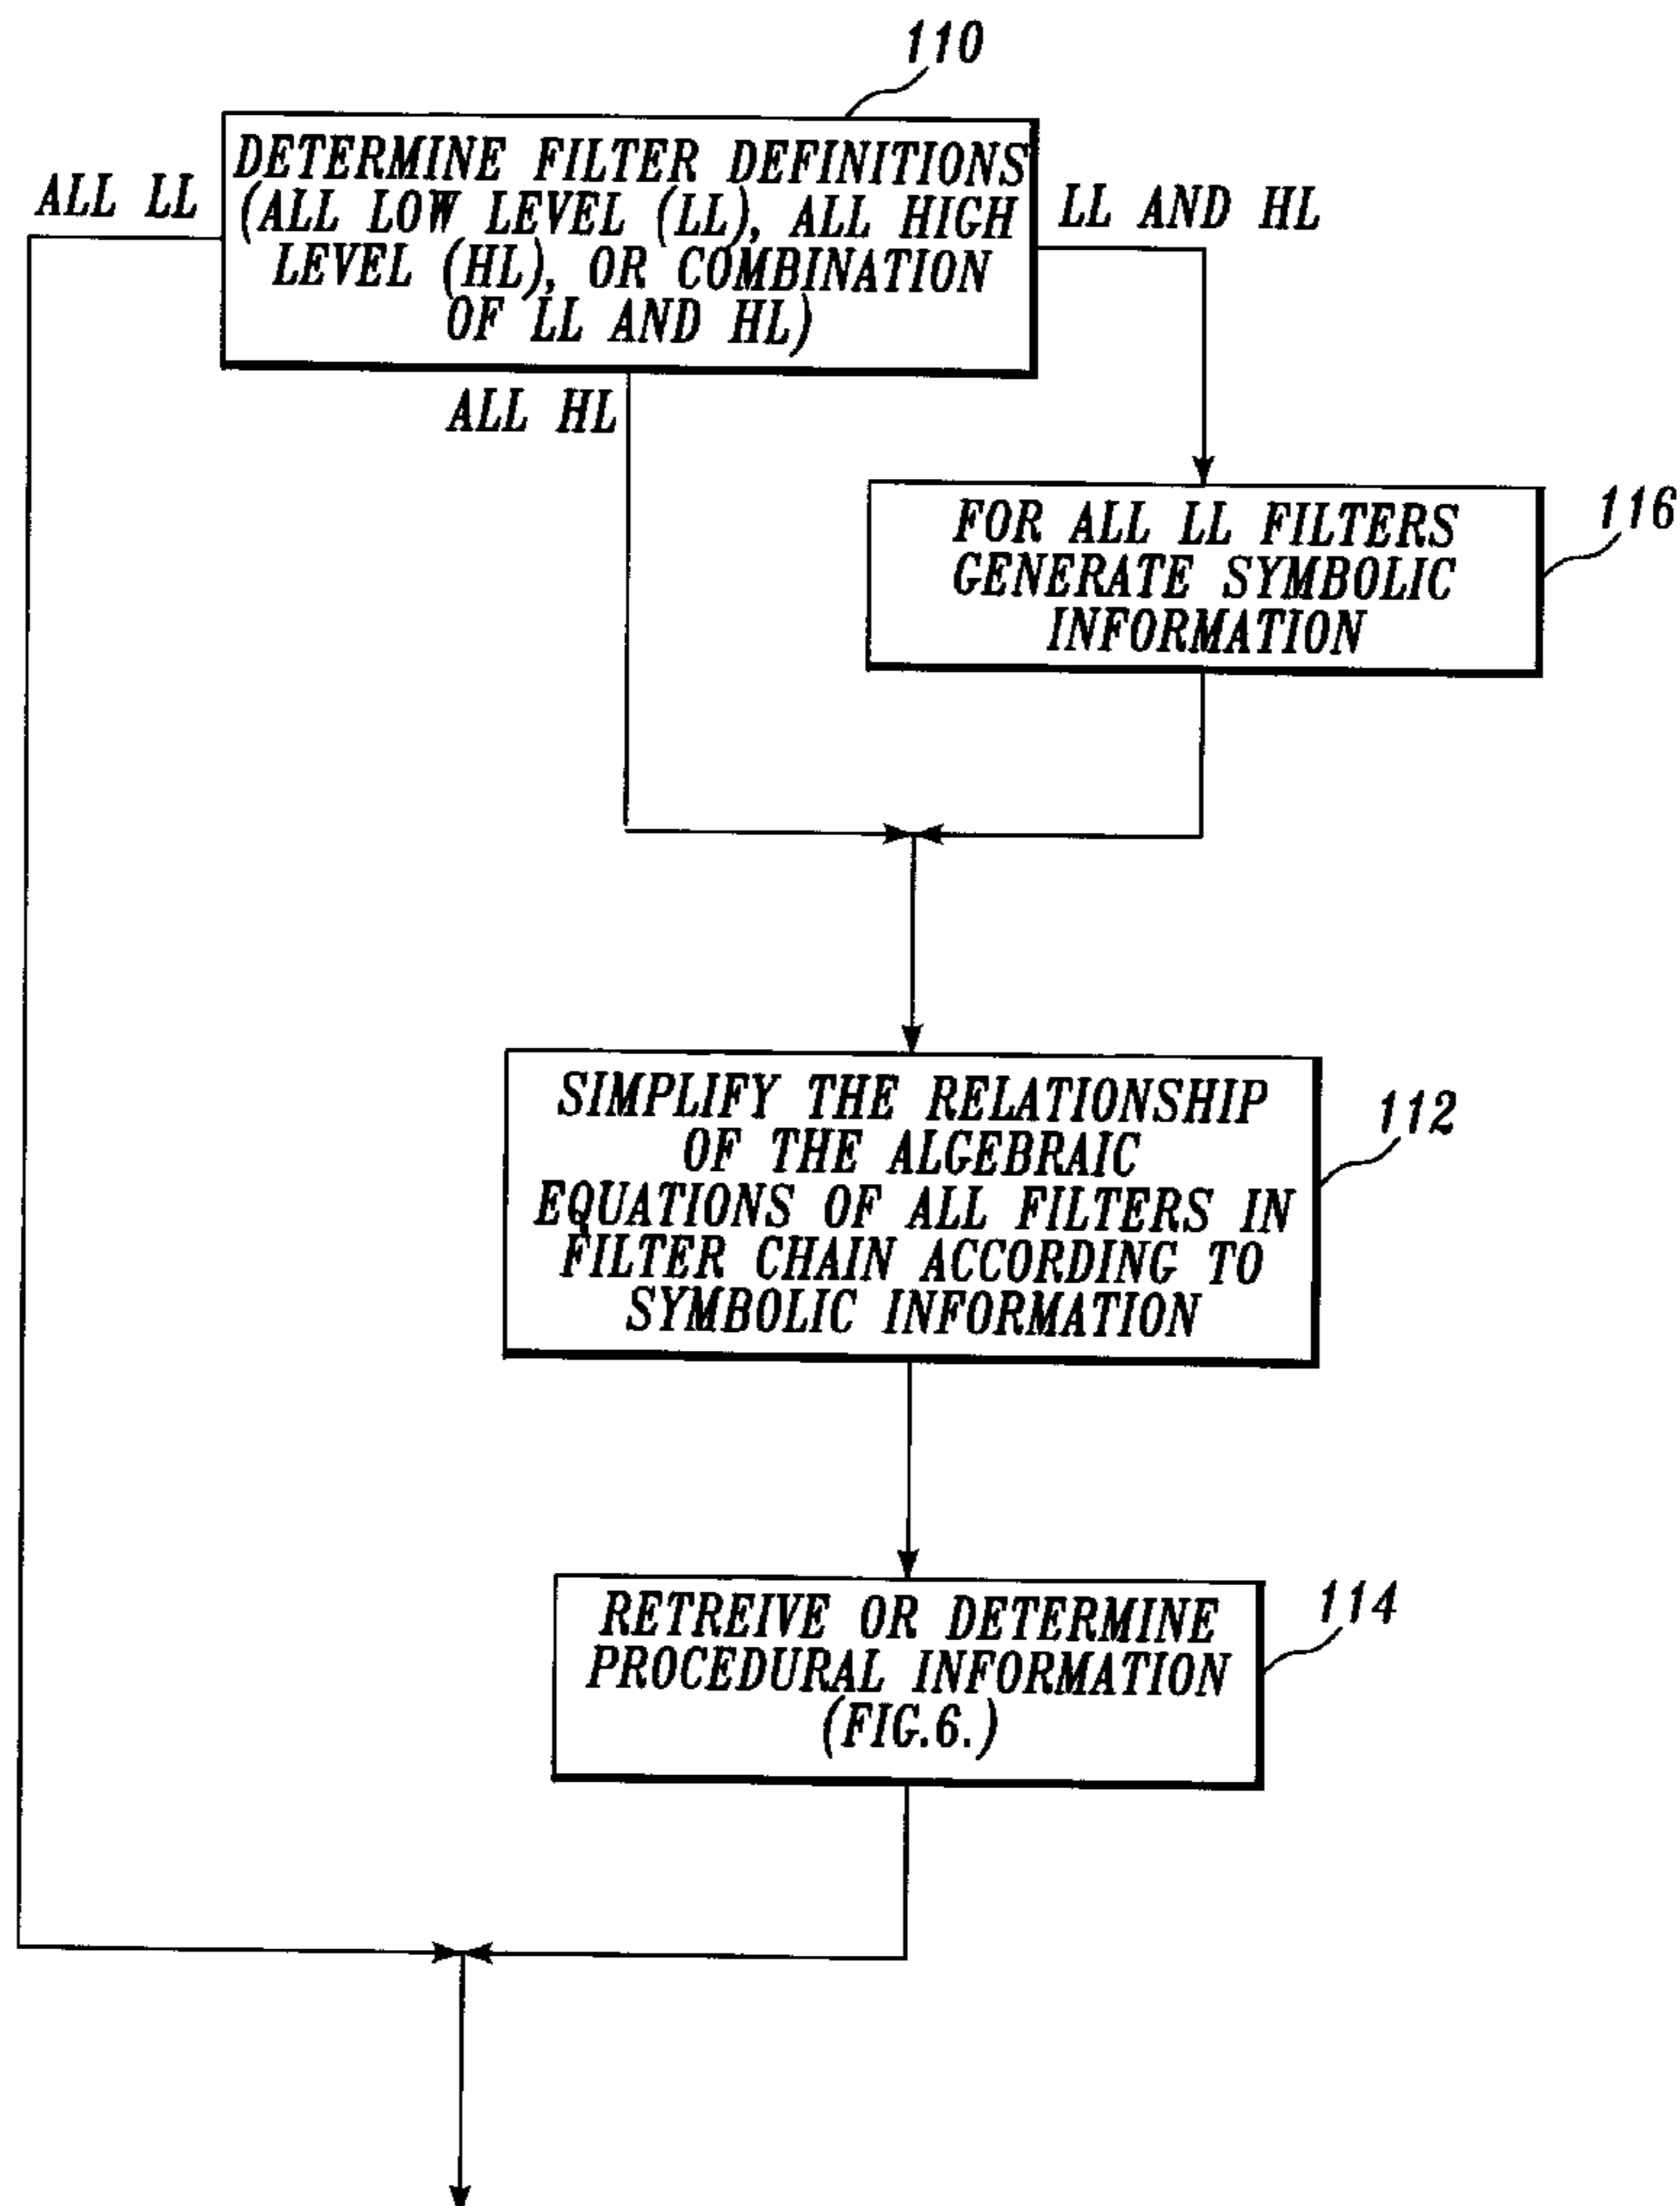 110
DETERMINE FILTER DEFINITIONS
(ALL LOW LEVEL (LL), ALL HIGH
LEVEL (HL), OR COMBINATION
OF LL AND HL)
ALL LL
LL AND HL
ALL HL
116
FOR ALL LL FILTERS
GENERATE SYMBOLIC
INFORMATION
112
SIMPLIFY THE RELATIONSHIP
OF THE ALGEBRAIC
EQUATIONS OF ALL FILTERS IN
FILTER CHAIN ACCORDING TO
SYMBOLIC INFORMATION
114
RETREIVE OR DETERMINE
PROCEDURAL INFORMATION
(FIG.6.)